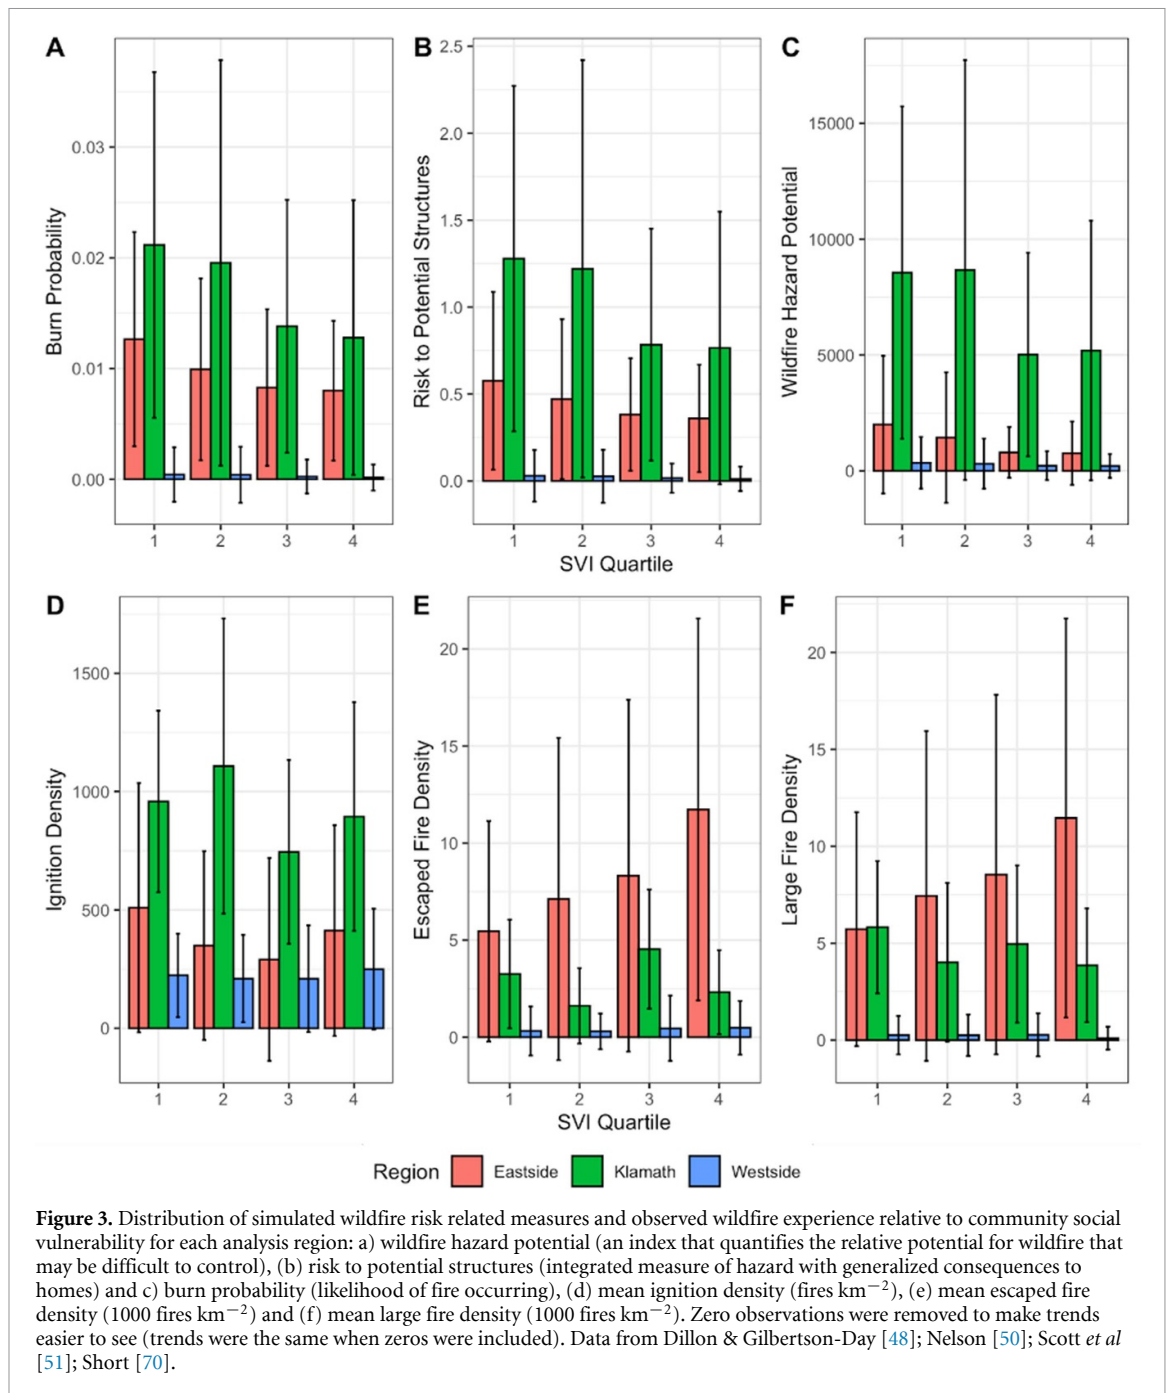 A
B
C
Burn Probability
0.03
0.02
0.01
0.00
1 2 3 4
Risk to Potential Structures
2.5
2.0
1.5
1.0
0.5
0.0
1 2 3 4
SVI Quartile
Wildfire Hazard Potential
15000
10000
5000
0
1 2 3 4
D
E
F
Ignition Density
1500
1000
500
0
1 2 3 4
Escaped Fire Density
20
15
10
5
0
1 2 3 4
SVI Quartile
Large Fire Density
20
15
10
5
0
1 2 3 4
Region Eastside Klamath Westside
Figure 3. Distribution of simulated wildfire risk related measures and observed wildfire experience relative to community social
vulnerability for each analysis region: a) wildfire hazard potential (an index that quantifies the relative potential for wildfire that
may be difficult to control), (b) risk to potential structures (integrated measure of hazard with generalized consequences to
homes) and c) burn probability (likelihood of fire occurring), (d) mean ignition density (fires km−2), (e) mean escaped fire
density (1000 fires km−2) and (f) mean large fire density (1000 fires km−2). Zero observations were removed to make trends
easier to see (trends were the same when zeros were included). Data from Dillon & Gilbertson-Day [48]; Nelson [50]; Scott et al
[51]; Short [70].